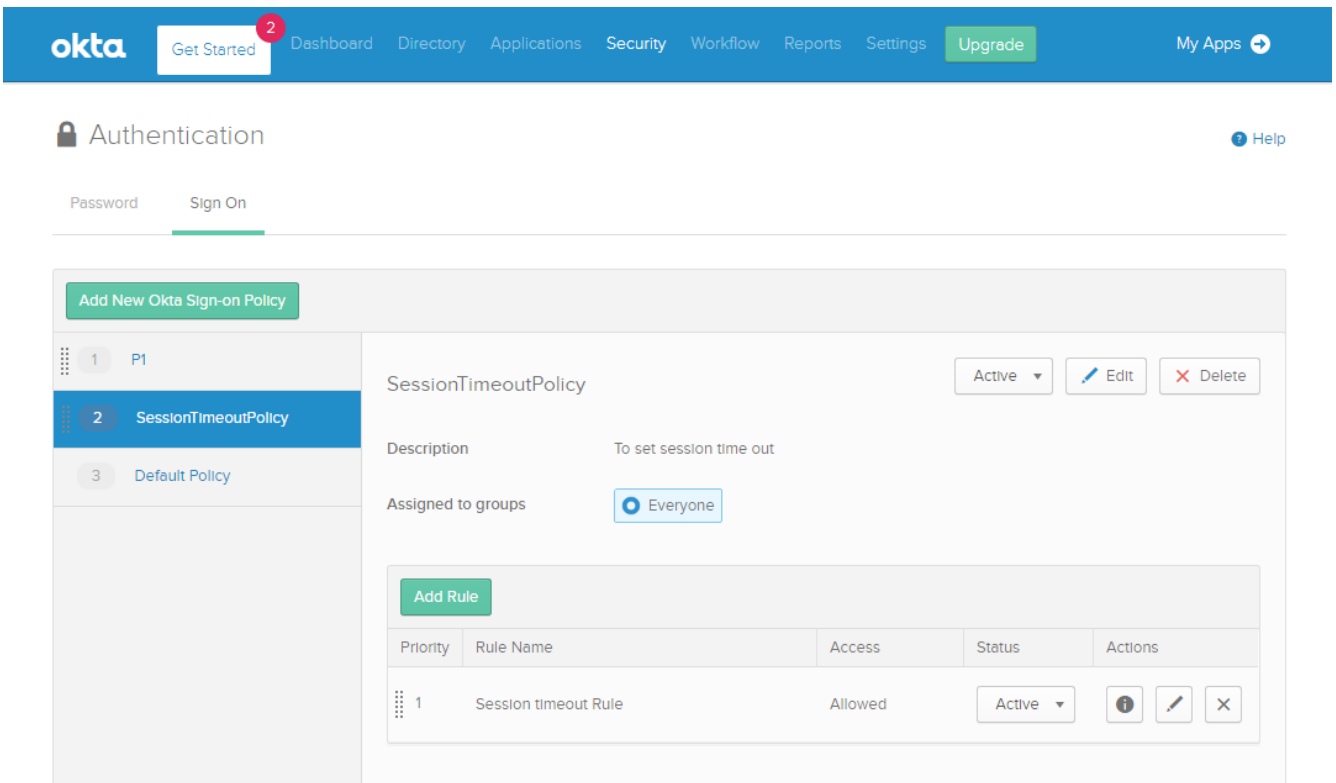 okta Get Started 2 Dashboard Directory Applications Security Workflow Reports Settings Upgrade My Apps
Authentication
Help
Password Sign On
Add New Okta Sign-on Policy
1 P1
2 SessionTimeoutPolicy
3 Default Policy
SessionTimeoutPolicy Active Edit Delete
Description To set session time out
Assigned to groups Everyone
Add Rule
Priority Rule Name Access Status Actions
1 Session timeout Rule Allowed Active